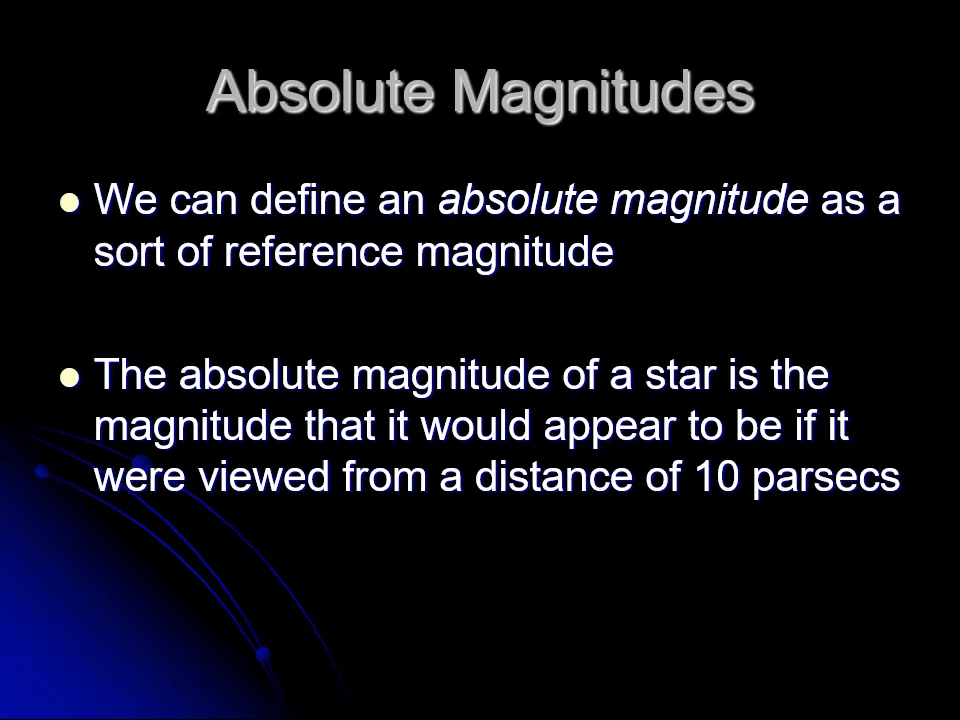 Absolute Magnitudes
We can define an absolute magnitude as a
sort of reference magnitude
The absolute magnitude of a star is the
magnitude that it would appear to be if it
were viewed from a distance of 10 parsecs